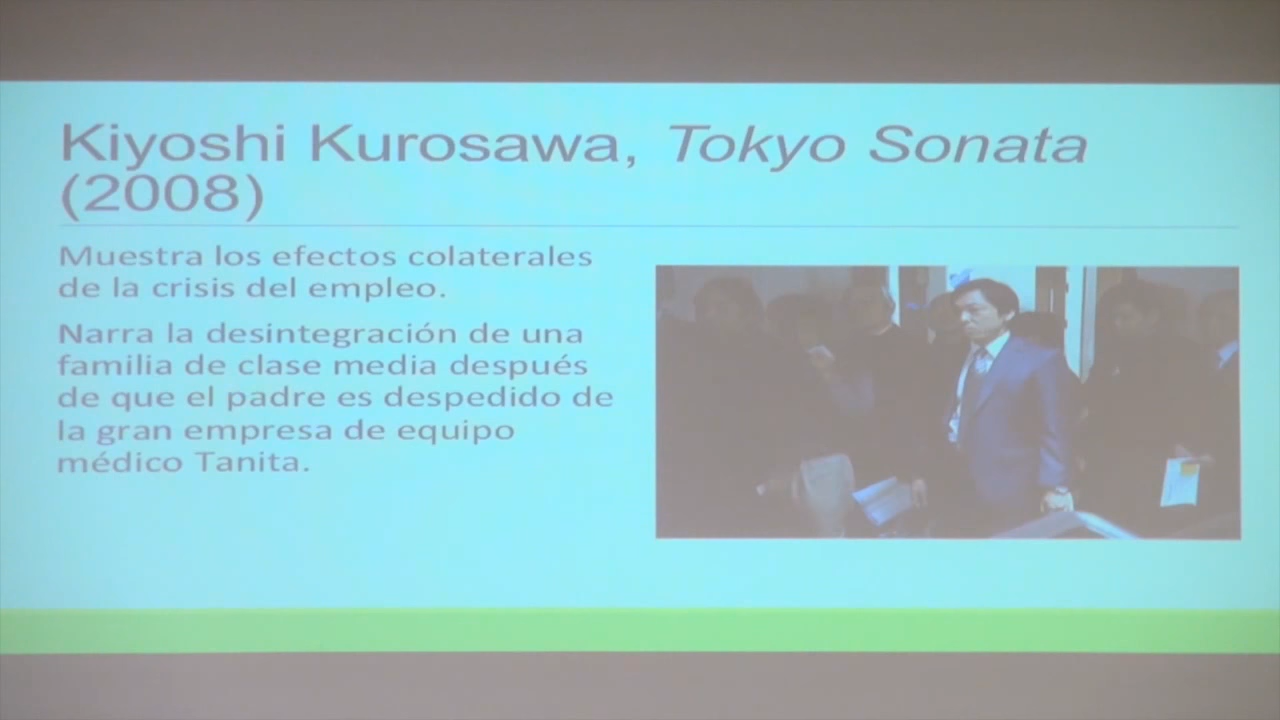 Kiyoshi Kurosawa, Tokyo Sonata
(2008)
Muestra los efectos colaterales
de la crisis del empleo.
Narra la desintegración de una
familia de clase media después
de que el padre es despedido de
la gran empresa de equipo
médico Tanita.